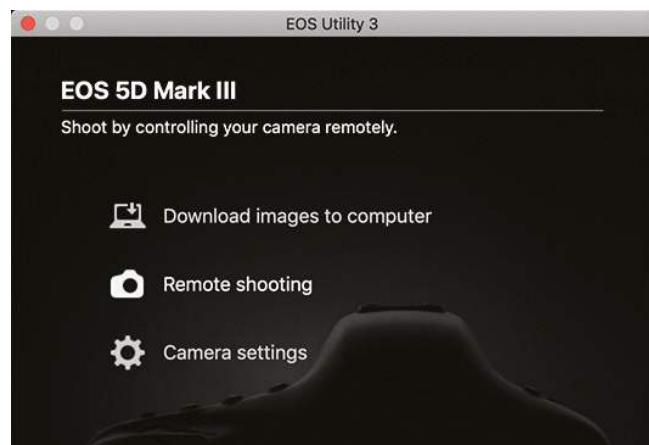 EOS Utility 3
EOS 5D Mark III
Shoot by controlling your camera remotely.
Download images to computer
Remote shooting
Camera settings